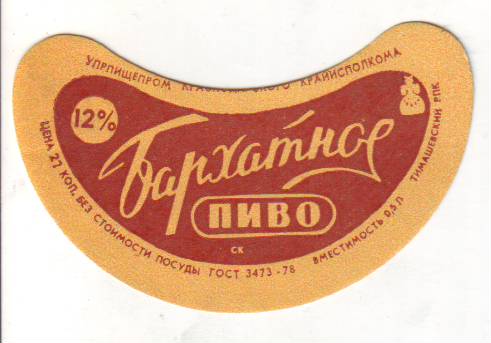 УПРПИЩЕПРОМ КРАЙИСПОЛКОМА
12%
Бархатное
ПИВО
СК
ЦЕНА 27 КОП. БЕЗ СТОИМОСТИ ПОСУДЫ ГОСТ 3473-78 ВМЕСТИМОСТЬ 0,5 Л ТИМАШЕВСКИЙ РПК